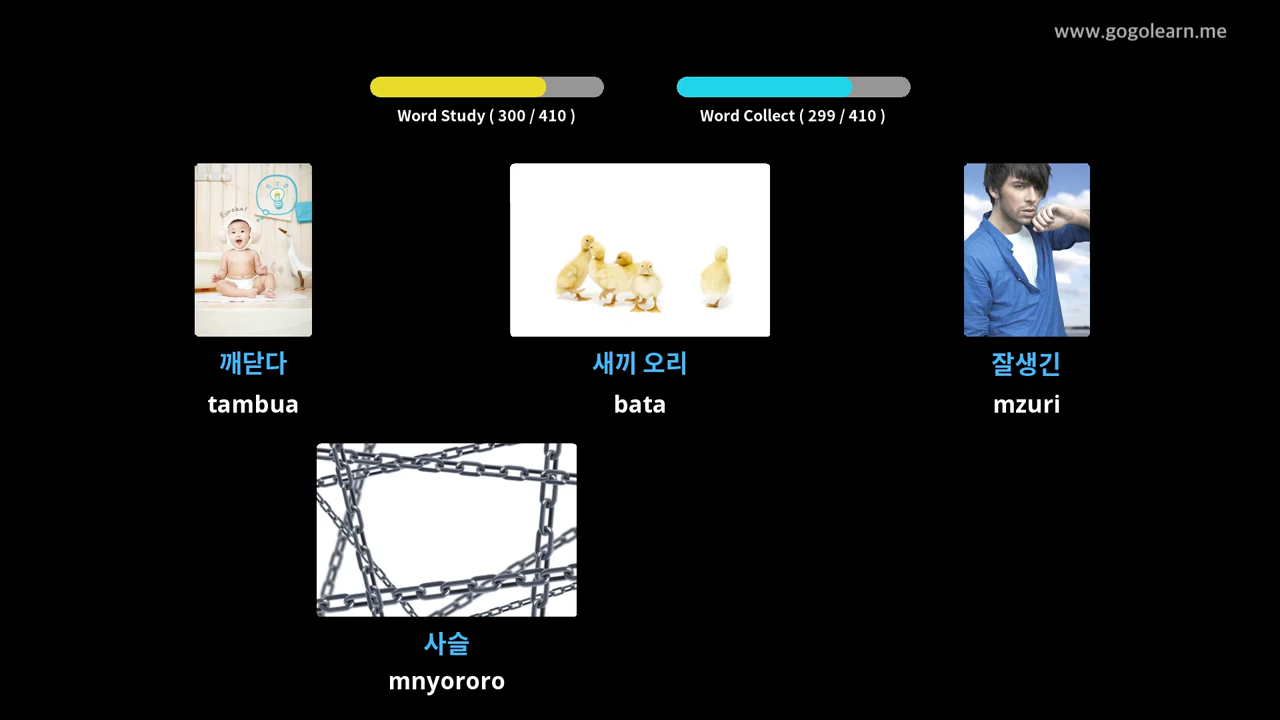 www.gogolearn.me
Word Study ( 300 / 410 )
Word Collect ( 299 / 410 )
Eureka!
깨닫다
tambua
새끼 오리
bata
잘생긴
mzuri
사슬
mnyororo